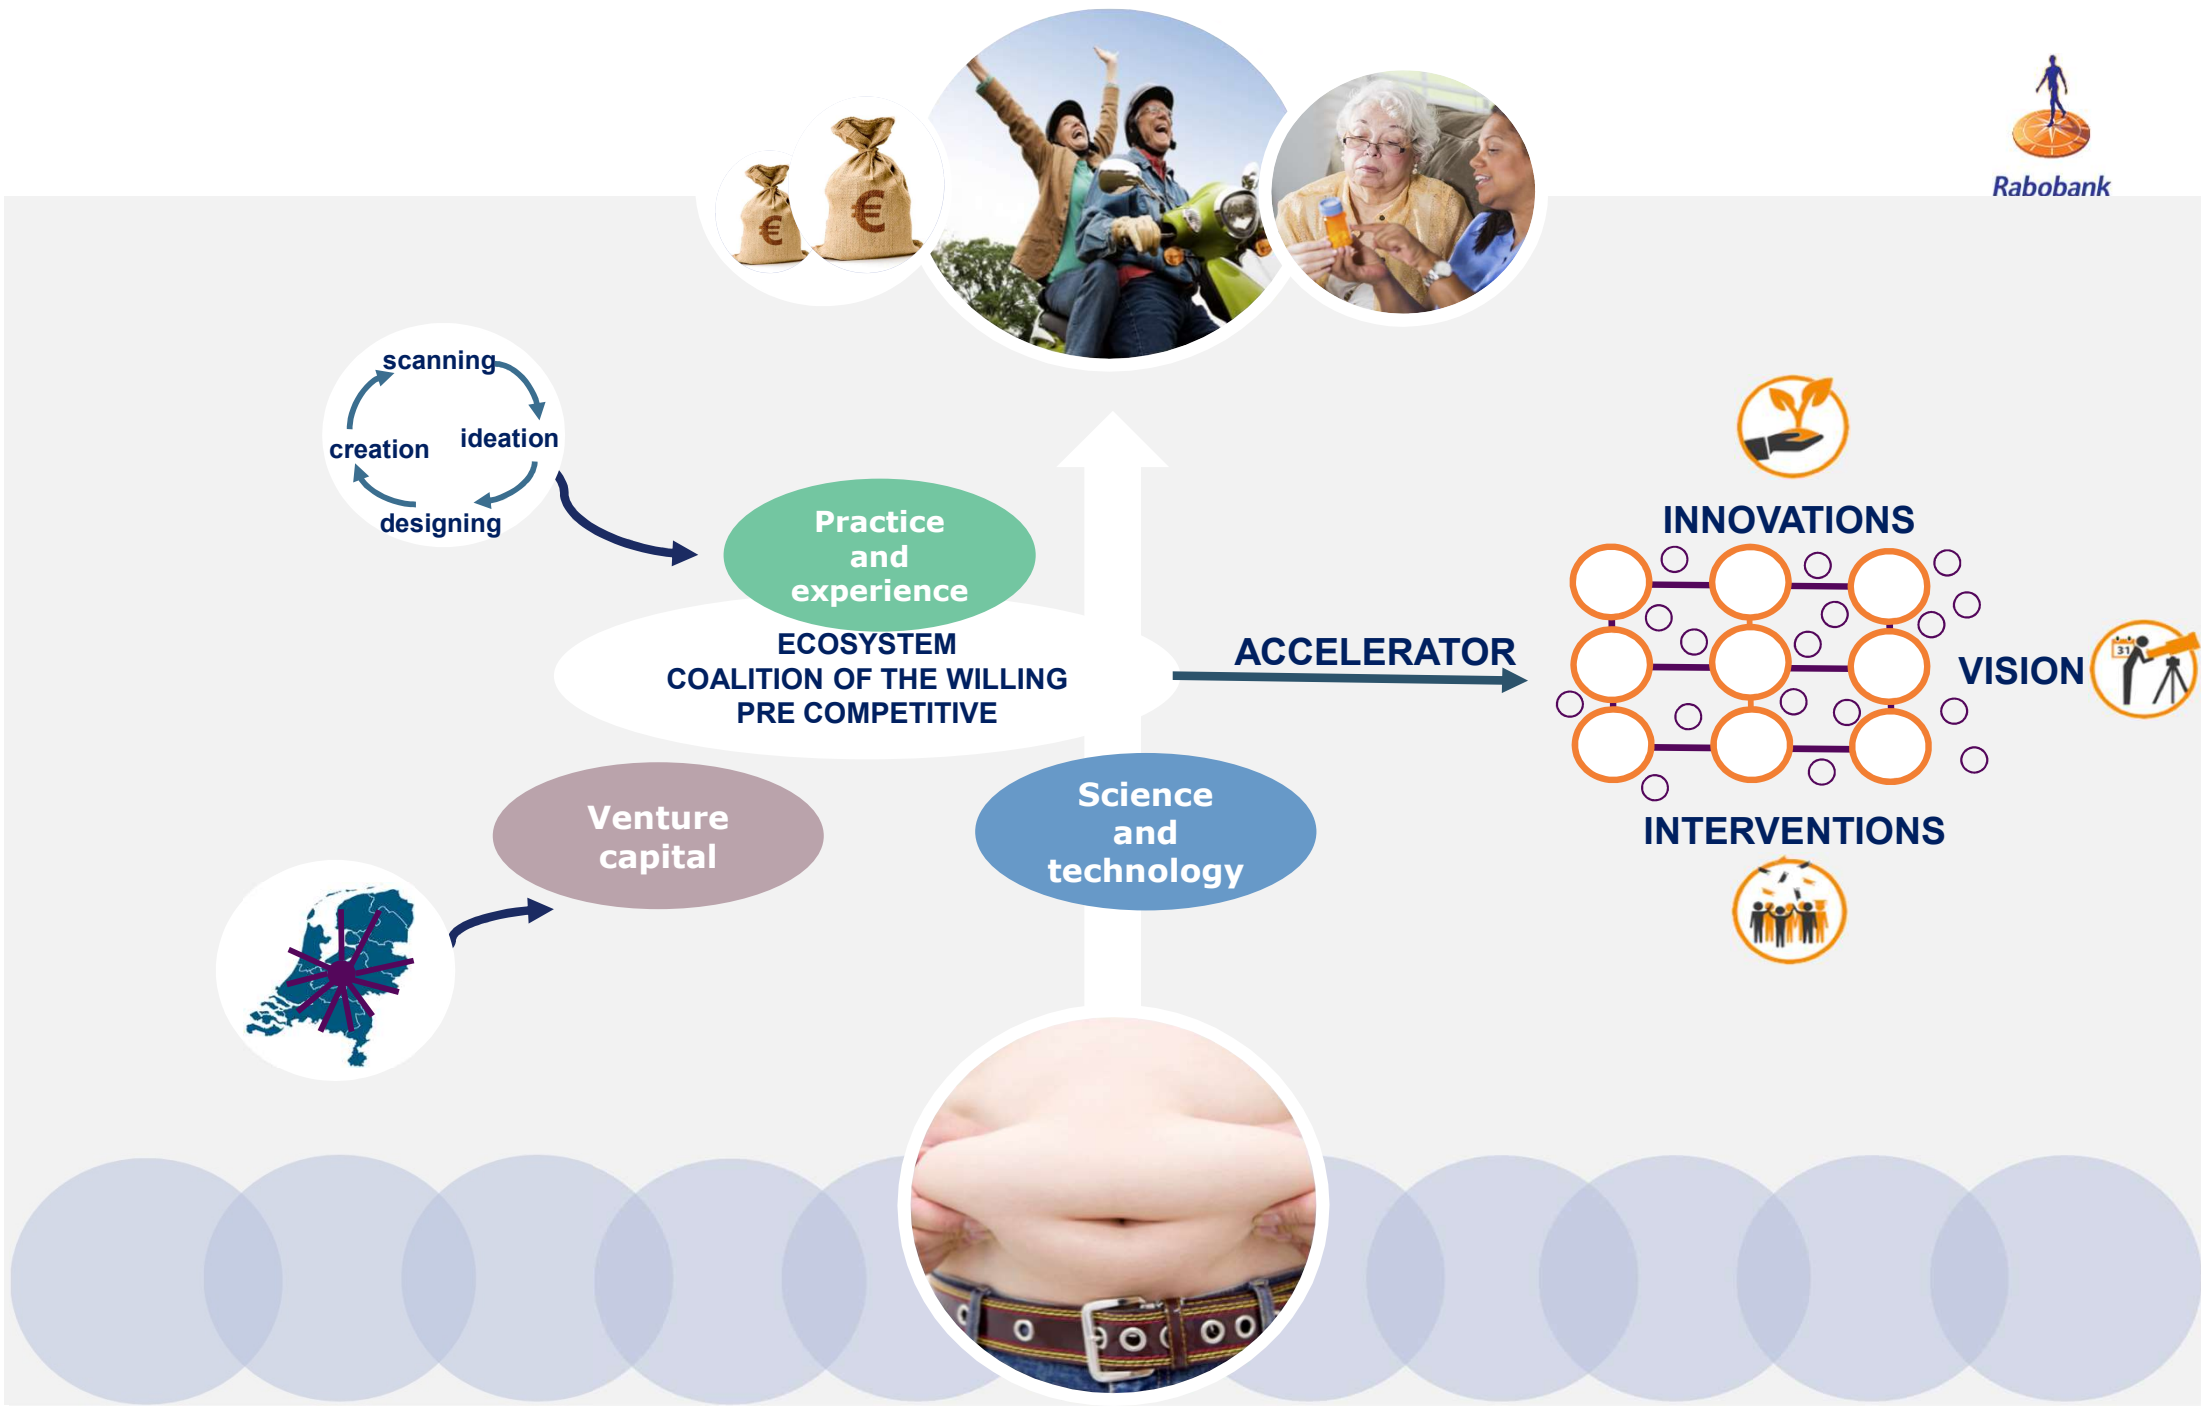 Rabobank
€
€
scanning
ideation
creation
designing
Practice
and
experience
ECOSYSTEM
COALITION OF THE WILLING
PRE COMPETITIVE
ACCELERATOR
INNOVATIONS
VISION
31
INTERVENTIONS
Venture
capital
Science
and
technology